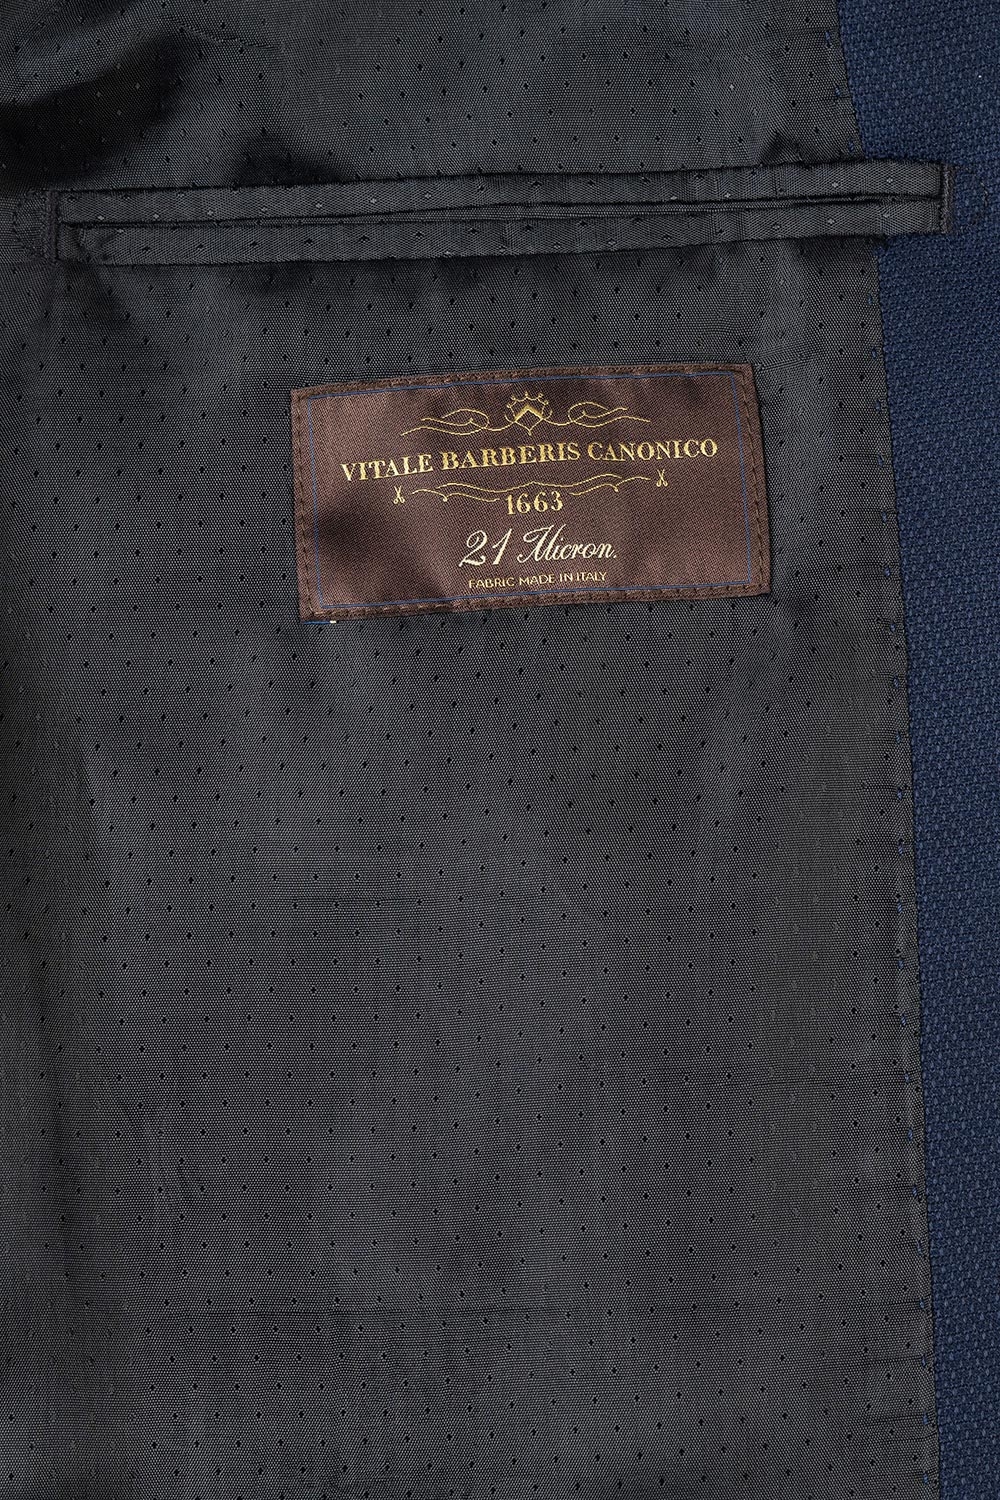 VITALE BARBERIS CANONICO
1663
21 Micron.
FABRIC MADE IN ITALY